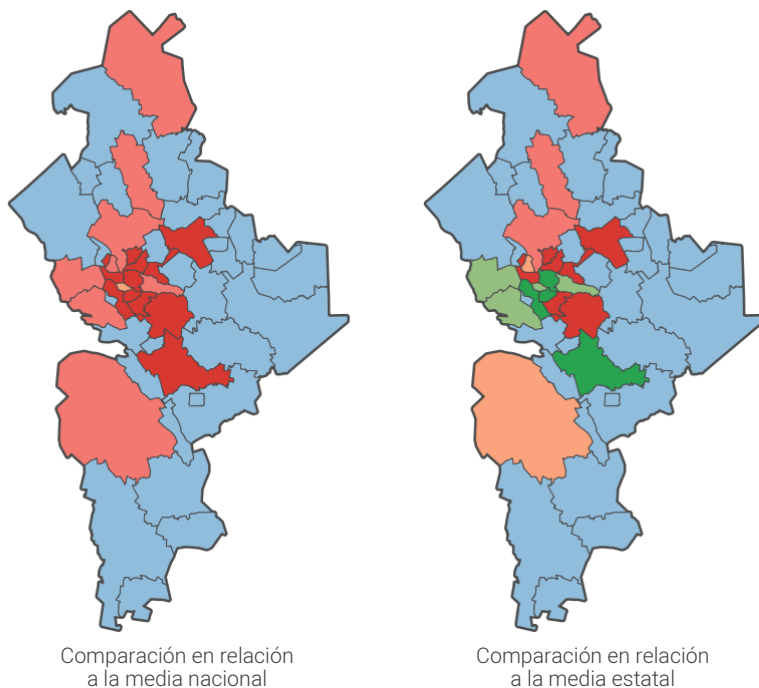 Comparación en relación
a la media nacional
Comparación en relación
a la media estatal